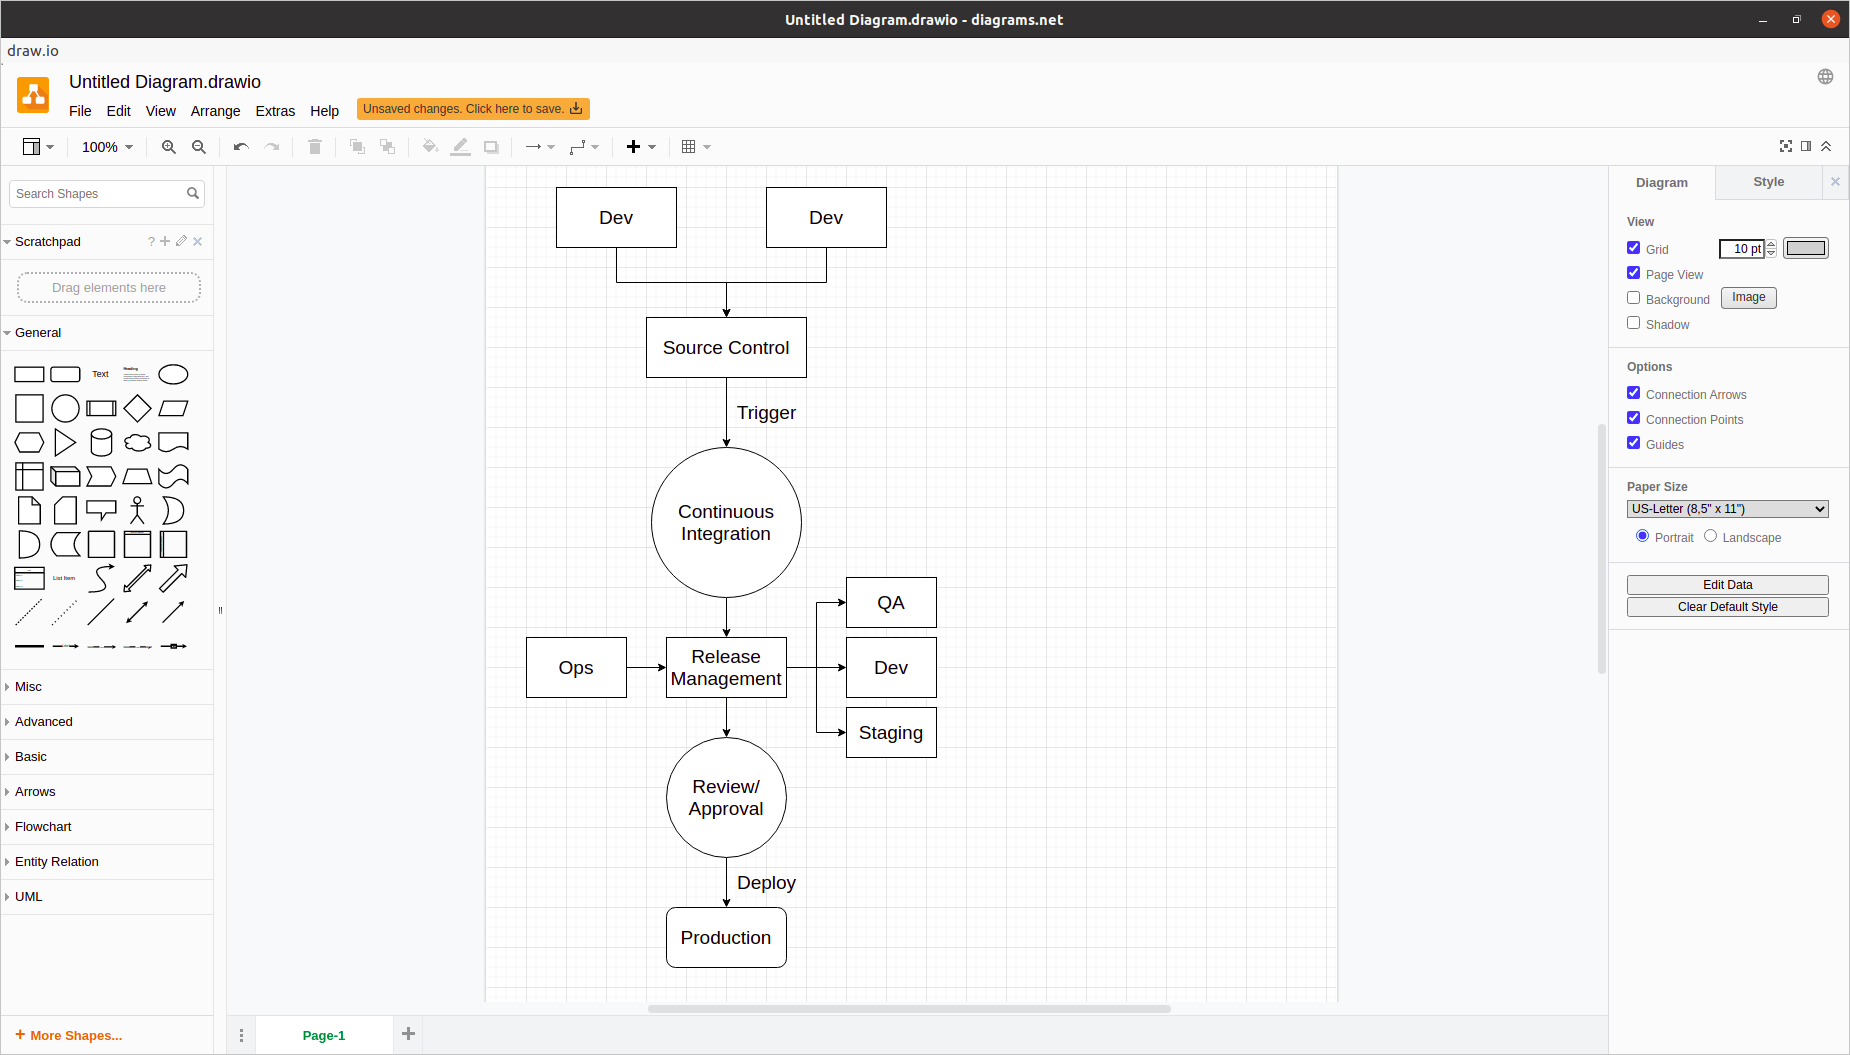 Untitled Diagram.drawio - diagrams.net
draw.io
Untitled Diagram.drawio
File Edit View Arrange Extras Help Unsaved changes. Click here to save.
100%
Search Shapes
Scratchpad ?
Drag elements here
General
Text
Heading
List Item
Misc
Advanced
Basic
Arrows
Flowchart
Entity Relation
UML
+ More Shapes...
Dev
Dev
Source Control
Trigger
Continuous
Integration
QA
Ops
Release
Management
Dev
Staging
Review/
Approval
Deploy
Production
Page-1
Diagram Style
View
Grid 10 pt
Page View
Background Image
Shadow
Options
Connection Arrows
Connection Points
Guides
Paper Size
US-Letter (8,5" x 11")
Portrait Landscape
Edit Data
Clear Default Style